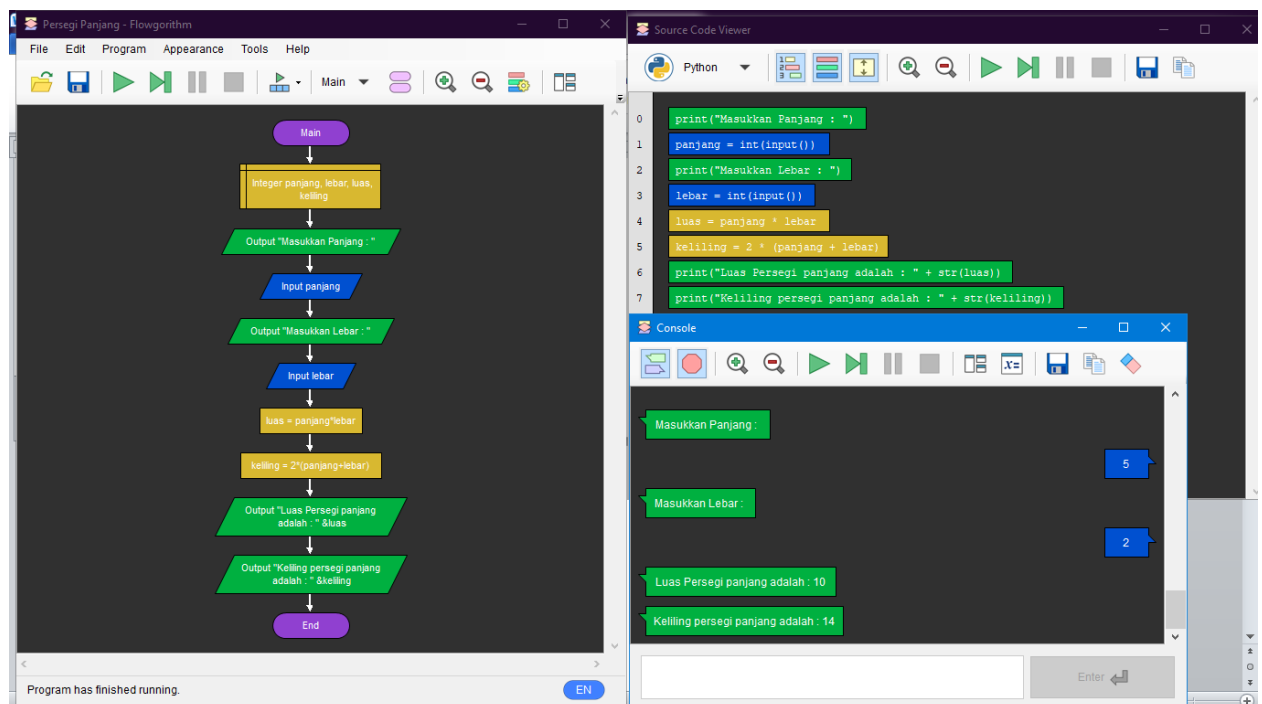 Persegi Panjang - Flowgorithm
File Edit Program Appearance Tools Help
Main
Main
Integer panjang, lebar, luas,
keliling
Output "Masukkan Panjang : "
Input panjang
Output "Masukkan Lebar : "
Input lebar
luas = panjang*lebar
keliling = 2*(panjang+lebar)
Output "Luas Persegi panjang
adalah : " &luas
Output "Keliling persegi panjang
adalah : " &keliling
End
Program has finished running.
EN
Source Code Viewer
Python
0 print("Masukkan Panjang : ")
1 panjang = int(input())
2 print("Masukkan Lebar : ")
3 lebar = int(input())
4 luas = panjang * lebar
5 keliling = 2 * (panjang + lebar)
6 print("Luas Persegi panjang adalah : " + str(luas))
7 print("Keliling persegi panjang adalah : " + str(keliling))
Console
x=
Masukkan Panjang :
5
Masukkan Lebar :
2
Luas Persegi panjang adalah : 10
Keliling persegi panjang adalah : 14
Enter